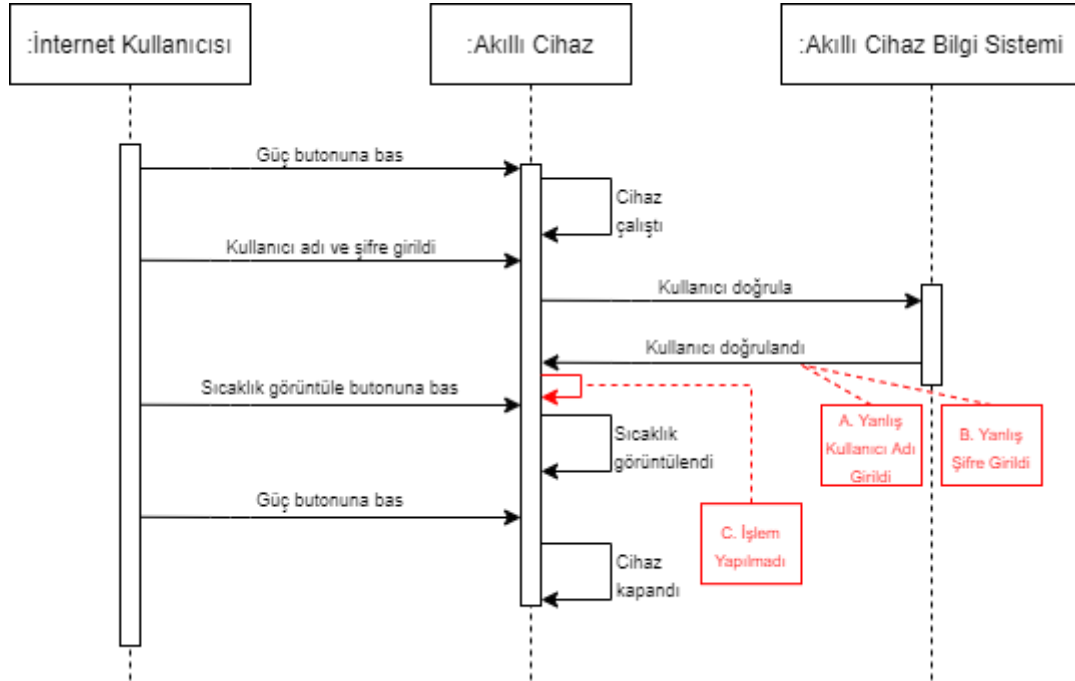 :İnternet Kullanıcısı
:Akıllı Cihaz
:Akıllı Cihaz Bilgi Sistemi
Güç butonuna bas
Cihaz
çalıştı
Kullanıcı adı ve şifre girildi
Kullanıcı doğrula
Kullanıcı doğrulandı
Sıcaklık görüntüle butonuna bas
A. Yanlış
Kullanıcı Adı
Girildi
B. Yanlış
Şifre Girildi
Sıcaklık
görüntülendi
Güç butonuna bas
C. İşlem
Yapılmadı
Cihaz
kapandı